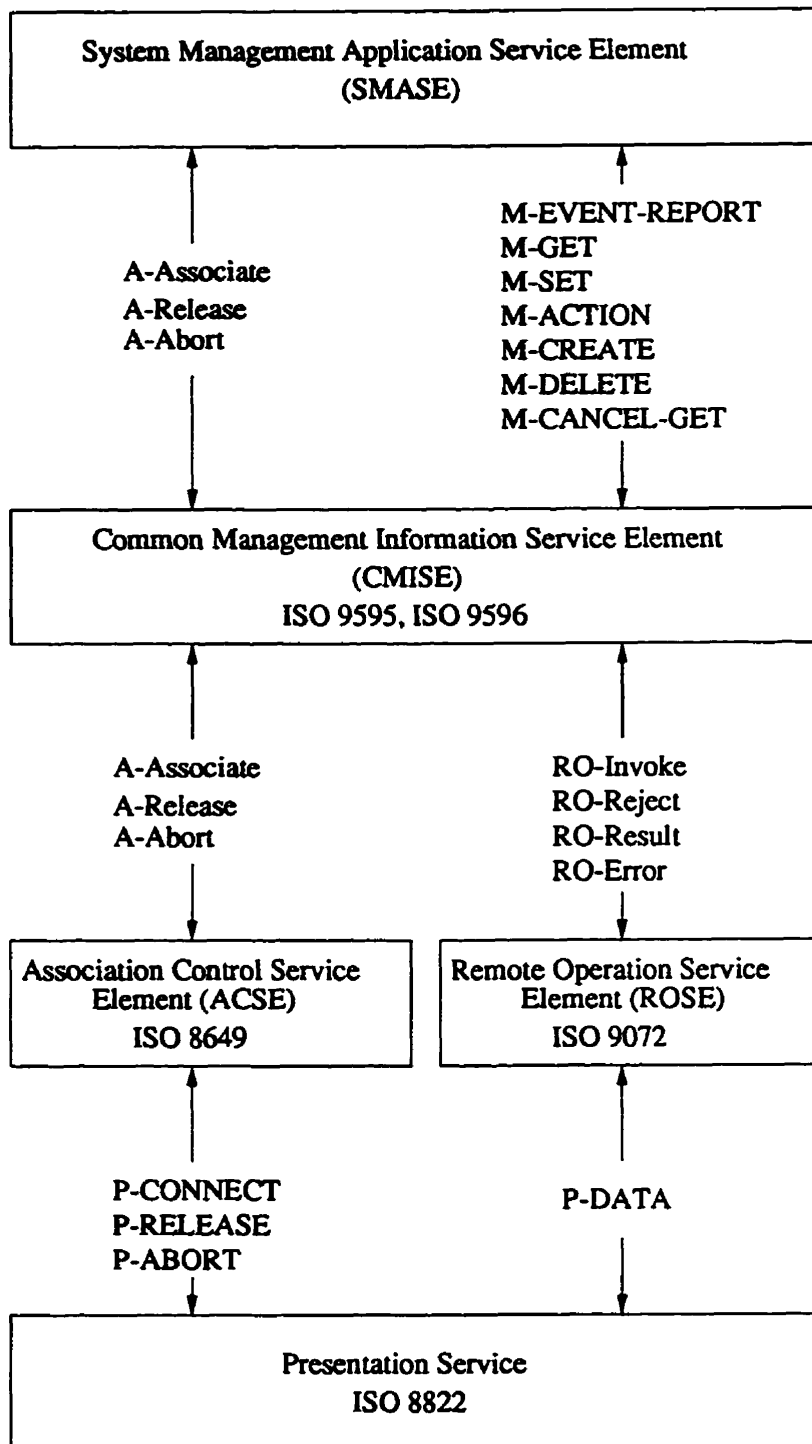 System Management Application Service Element
(SMASE)
A-Associate
A-Release
A-Abort
M-EVENT-REPORT
M-GET
M-SET
M-ACTION
M-CREATE
M-DELETE
M-CANCEL-GET
Common Management Information Service Element
(CMISE)
ISO 9595, ISO 9596
A-Associate
A-Release
A-Abort
RO-Invoke
RO-Reject
RO-Result
RO-Error
Association Control Service
Element (ACSE)
ISO 8649
Remote Operation Service
Element (ROSE)
ISO 9072
P-CONNECT
P-RELEASE
P-ABORT
P-DATA
Presentation Service
ISO 8822